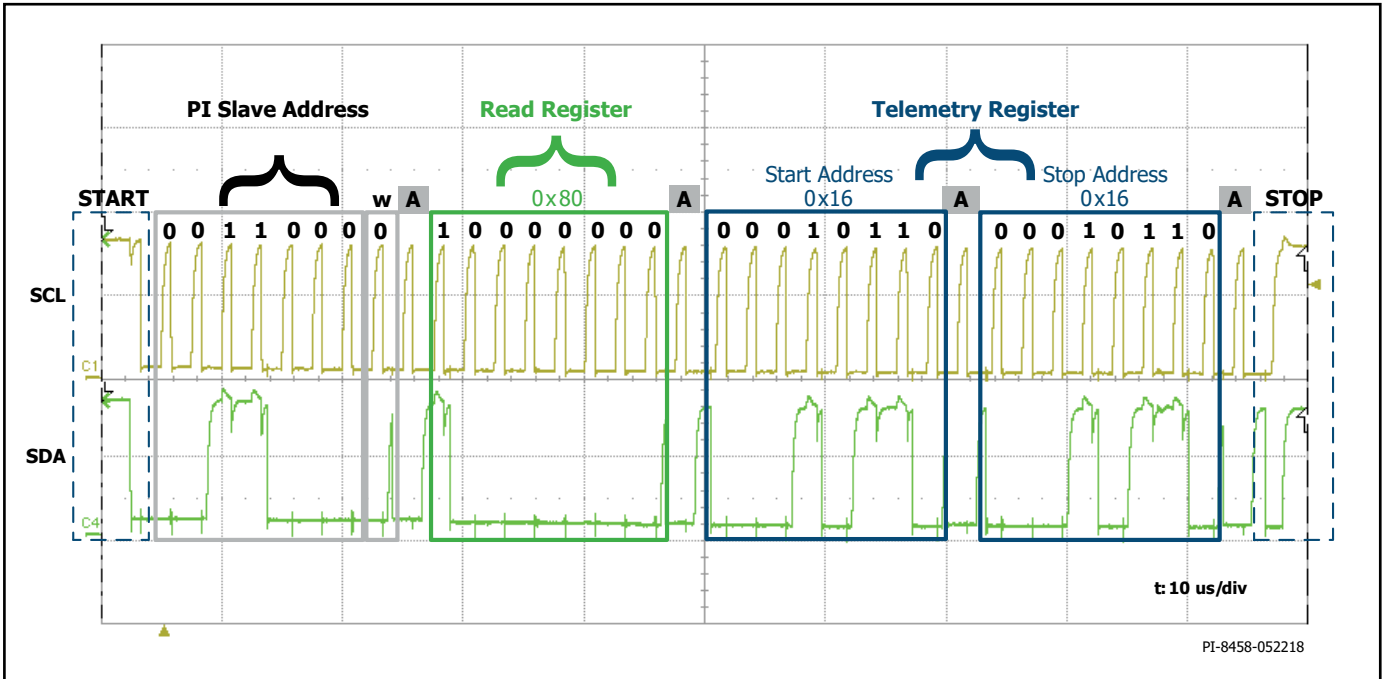 PI Slave Address
Read Register
Telemetry Register
Start Address
Stop Address
START
w
A
0x80
A
0x16
A
0x16
A
STOP
0 0 1 1 0 0 0 0
1 0 0 0 0 0 0 0
0 0 0 1 0 1 1 0
0 0 0 1 0 1 1 0
SCL
C1
SDA
C4
t: 10 us/div
PI-8458-052218